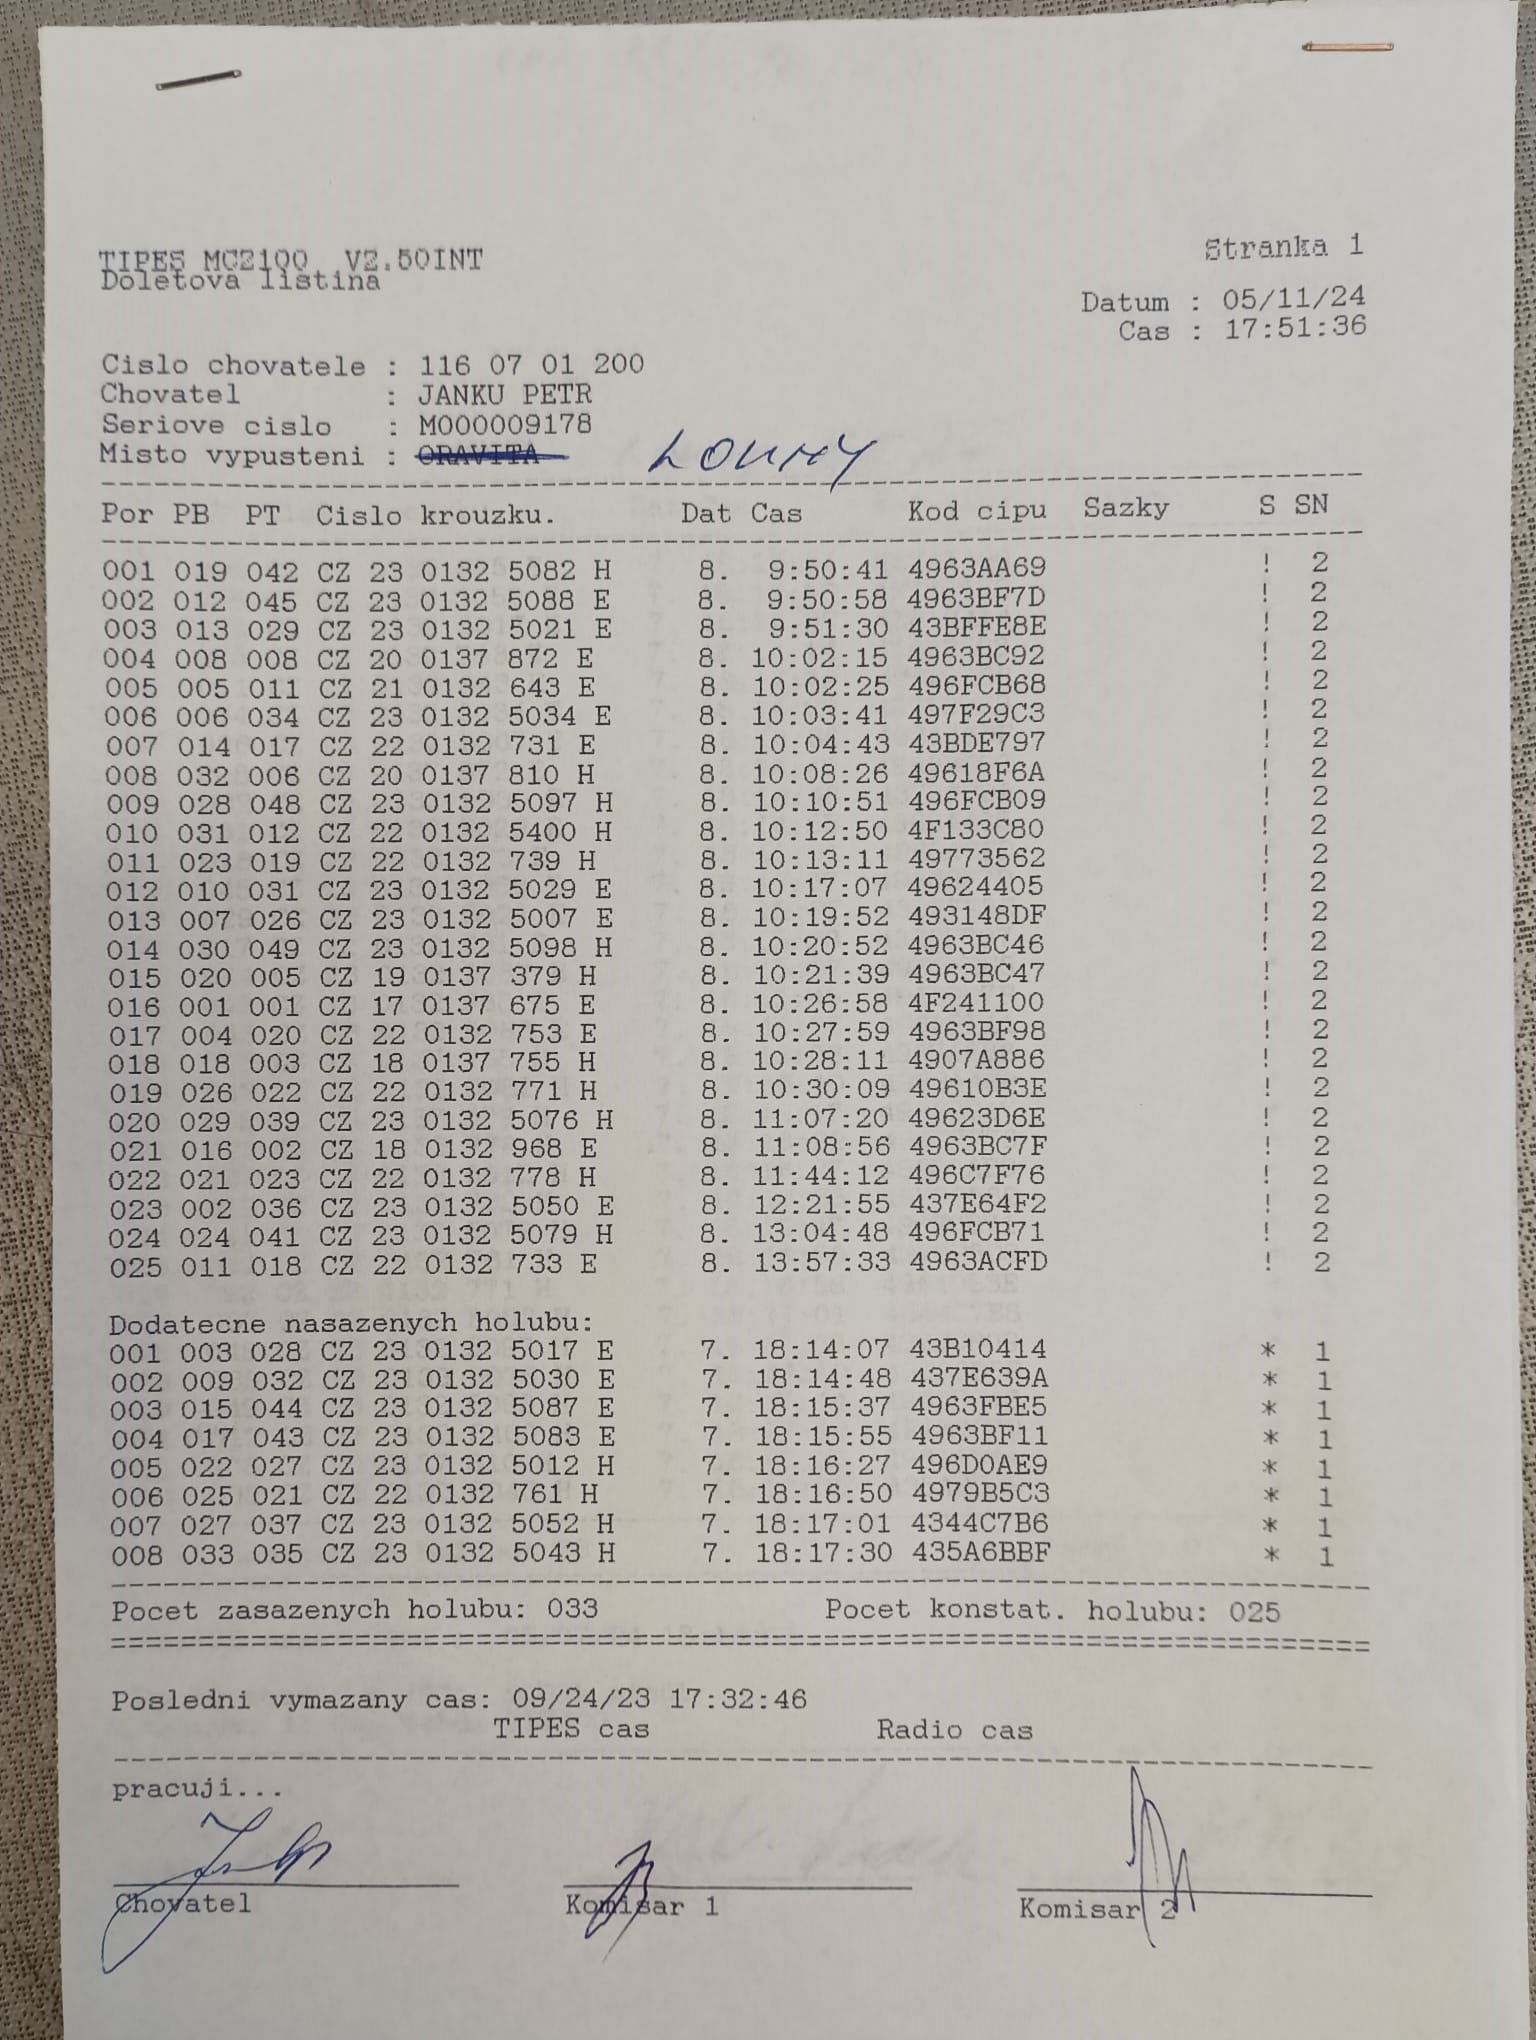 TIPES MCZ100  V2.50INT
Stranka 1
Doletova listina
Datum : 05/11/24
Cas : 17:51:36
Cislo chovatele : 116 07 01 200
Chovatel : JANKU PETR
Seriove cislo : M000009178
Misto vypusteni : ORAVITA LOUNY
Por PB PT Cislo krouzku. Dat Cas Kod cipu Sazky S SN
001 019 042 CZ 23 0132 5082 H 8. 9:50:41 4963AA69 ! 2
002 012 045 CZ 23 0132 5088 E 8. 9:50:58 4963BF7D ! 2
003 013 029 CZ 23 0132 5021 E 8. 9:51:30 43BFFE8E ! 2
004 008 008 CZ 20 0137 872 E 8. 10:02:15 4963BC92 ! 2
005 005 011 CZ 21 0132 643 E 8. 10:02:25 496FCB68 ! 2
006 006 034 CZ 23 0132 5034 E 8. 10:03:41 497F29C3 ! 2
007 014 017 CZ 22 0132 731 E 8. 10:04:43 43BDE797 ! 2
008 032 006 CZ 20 0137 810 H 8. 10:08:26 49618F6A ! 2
009 028 048 CZ 23 0132 5097 H 8. 10:10:51 496FCB09 ! 2
010 031 012 CZ 22 0132 5400 H 8. 10:12:50 4F133C80 ! 2
011 023 019 CZ 22 0132 739 H 8. 10:13:11 49773562 ! 2
012 010 031 CZ 23 0132 5029 E 8. 10:17:07 49624405 ! 2
013 007 026 CZ 23 0132 5007 E 8. 10:19:52 493148DF ! 2
014 030 049 CZ 23 0132 5098 H 8. 10:20:52 4963BC46 ! 2
015 020 005 CZ 19 0137 379 H 8. 10:21:39 4963BC47 ! 2
016 001 001 CZ 17 0137 675 E 8. 10:26:58 4F241100 ! 2
017 004 020 CZ 22 0132 753 E 8. 10:27:59 4963BF98 ! 2
018 018 003 CZ 18 0137 755 H 8. 10:28:11 4907A886 ! 2
019 026 022 CZ 22 0132 771 H 8. 10:30:09 49610B3E ! 2
020 029 039 CZ 23 0132 5076 H 8. 11:07:20 49623D6E ! 2
021 016 002 CZ 18 0132 968 E 8. 11:08:56 4963BC7F ! 2
022 021 023 CZ 22 0132 778 H 8. 11:44:12 496C7F76 ! 2
023 002 036 CZ 23 0132 5050 E 8. 12:21:55 437E64F2 ! 2
024 024 041 CZ 23 0132 5079 H 8. 13:04:48 496FCB71 ! 2
025 011 018 CZ 22 0132 733 E 8. 13:57:33 4963ACFD ! 2
Dodatecne nasazenych holubu:
001 003 028 CZ 23 0132 5017 E 7. 18:14:07 43B10414 * 1
002 009 032 CZ 23 0132 5030 E 7. 18:14:48 437E639A * 1
003 015 044 CZ 23 0132 5087 E 7. 18:15:37 4963FBE5 * 1
004 017 043 CZ 23 0132 5083 E 7. 18:15:55 4963BF11 * 1
005 022 027 CZ 23 0132 5012 H 7. 18:16:27 496D0AE9 * 1
006 025 021 CZ 22 0132 761 H 7. 18:16:50 4979B5C3 * 1
007 027 037 CZ 23 0132 5052 H 7. 18:17:01 4344C7B6 * 1
008 033 035 CZ 23 0132 5043 H 7. 18:17:30 435A6BBF * 1
Pocet zasazenych holubu: 033 Pocet konstat. holubu: 025
Posledni vymazany cas: 09/24/23 17:32:46
TIPES cas Radio cas
pracuji...
Chovatel Komisar 1 Komisar 2